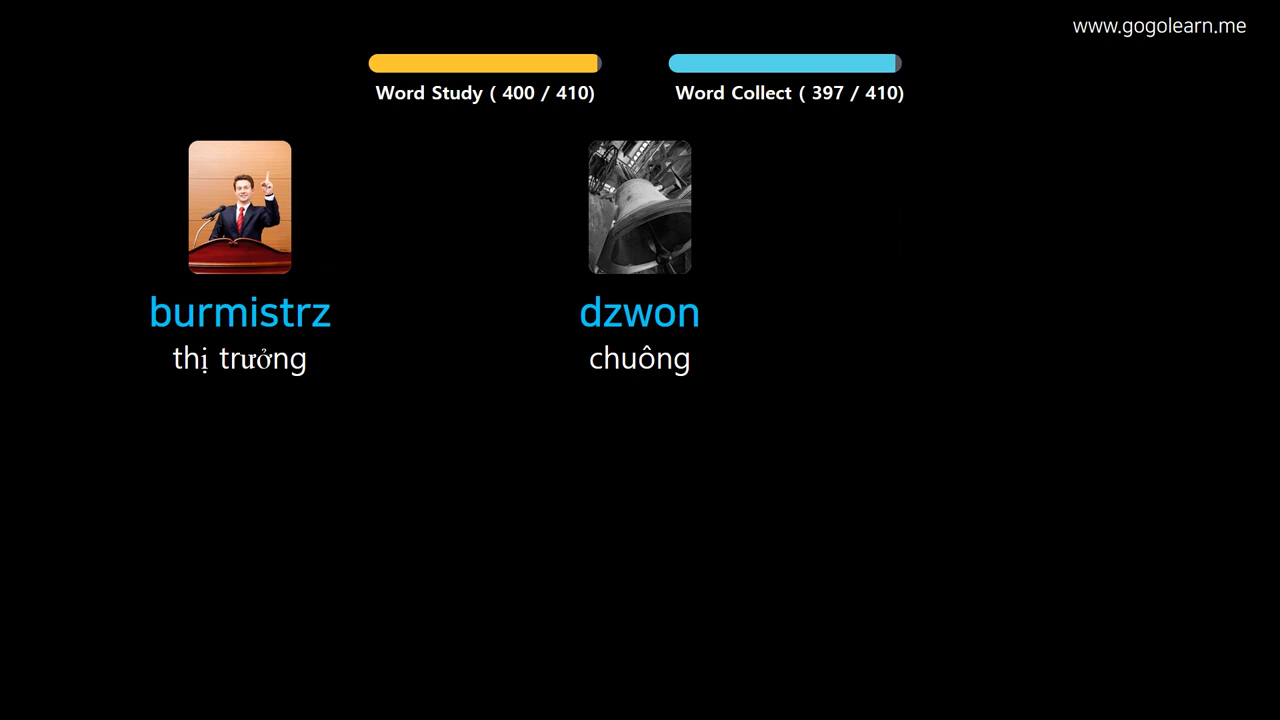 www.gogolearn.me
Word Study ( 400 / 410)
Word Collect ( 397 / 410)
burmistrz
thị trưởng
dzwon
chuông